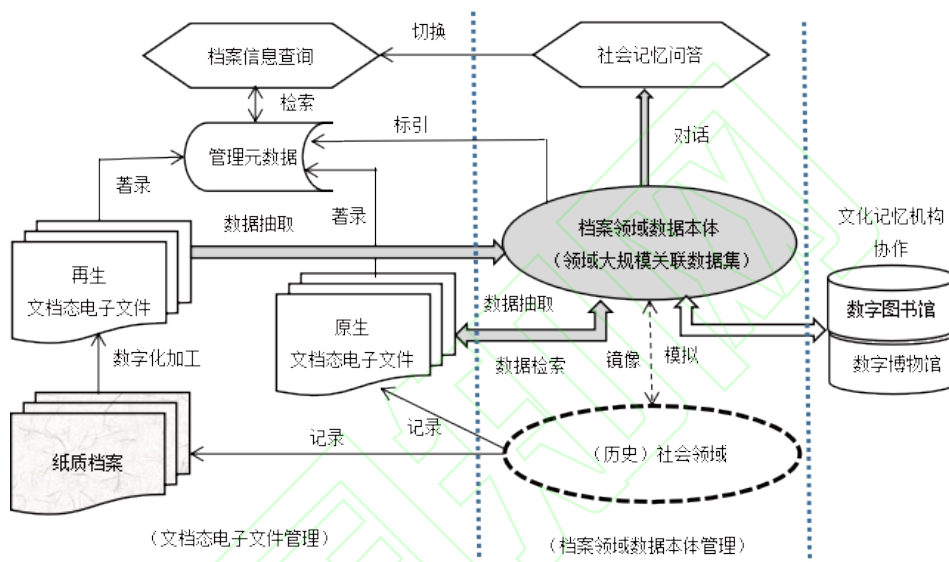 切换
档案信息查询
社会记忆问答
检索
标引
对话
管理元数据
著录
著录
数据抽取
档案领域数据本体
（领域大规模关联数据集）
文化记忆机构
协作
再生
文档态电子文件
原生
文档态电子文件
数据抽取
数据检索
镜像
模拟
数字图书馆
数字博物馆
数字化加工
纸质档案
记录
记录
（历史）社会领域
（文档态电子文件管理）
（档案领域数据本体管理）